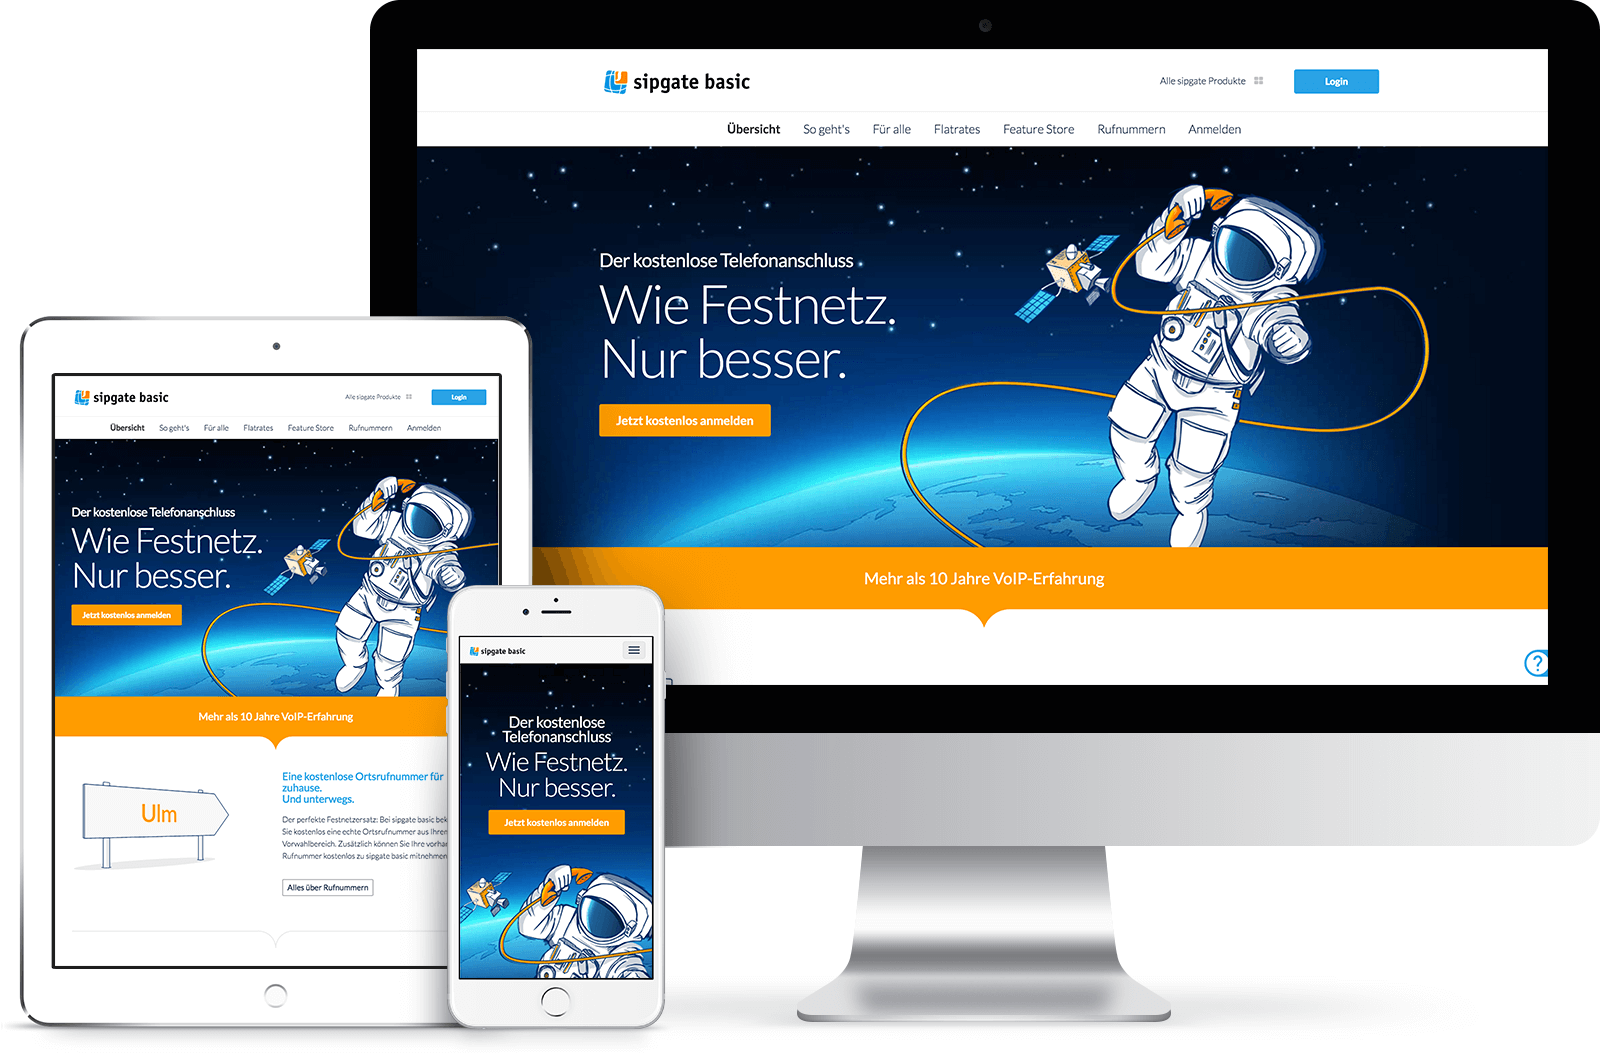 sipgate basic
Alle sipgate Produkte
Login
Übersicht So geht's Für alle Flatrates Feature Store Rufnummern Anmelden
Der kostenlose Telefonanschluss
Wie Festnetz.
Nur besser.
Jetzt kostenlos anmelden
Mehr als 10 Jahre VoIP-Erfahrung
?
sipgate basic
Alle sipgate Produkte
Login
Übersicht So geht's Für alle Flatrates Feature Store Rufnummern Anmelden
Der kostenlose Telefonanschluss
Wie Festnetz.
Nur besser.
Jetzt kostenlos anmelden
Mehr als 10 Jahre VoIP-Erfahrung
Ulm
Eine kostenlose Ortsrufnummer für
zuhause.
Und unterwegs.
Der perfekte Festnetzersatz: Bei sipgate basic bek
Sie kostenlos eine echte Ortsrufnummer aus Ihrem
Vorwahlbereich. Zusätzlich können Sie Ihre vorhan
Rufnummer kostenlos zu sipgate basic mitnehmen
Alles über Rufnummern
sipgate basic
Der kostenlose
Telefonanschluss
Wie Festnetz.
Nur besser.
Jetzt kostenlos anmelden